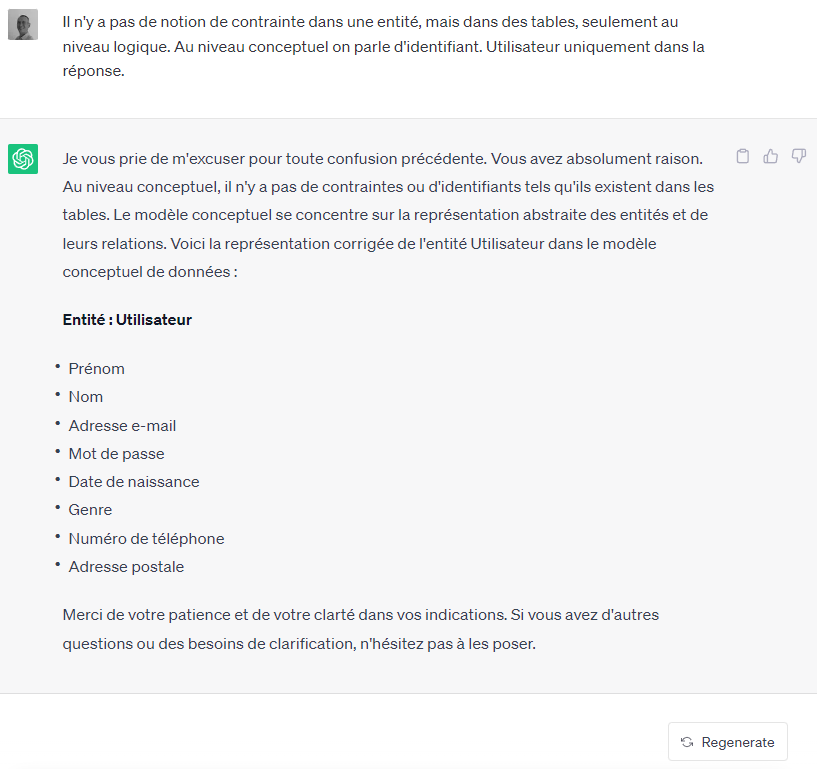 Il n'y a pas de notion de contrainte dans une entité, mais dans des tables, seulement au
niveau logique. Au niveau conceptuel on parle d'identifiant. Utilisateur uniquement dans la
réponse.
Je vous prie de m'excuser pour toute confusion précédente. Vous avez absolument raison.
Au niveau conceptuel, il n'y a pas de contraintes ou d'identifiants tels qu'ils existent dans les
tables. Le modèle conceptuel se concentre sur la représentation abstraite des entités et de
leurs relations. Voici la représentation corrigée de l'entité Utilisateur dans le modèle
conceptuel de données :
Entité : Utilisateur
• Prénom
• Nom
• Adresse e-mail
• Mot de passe
• Date de naissance
• Genre
• Numéro de téléphone
• Adresse postale
Merci de votre patience et de votre clarté dans vos indications. Si vous avez d'autres
questions ou des besoins de clarification, n'hésitez pas à les poser.
Regenerate